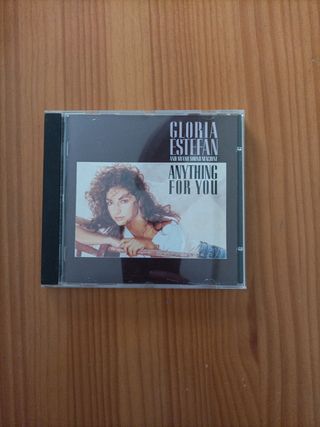 GLORIA
ESTEFAN
AND MIAMI SOUND MACHINE
ANYTHING
FOR YOU